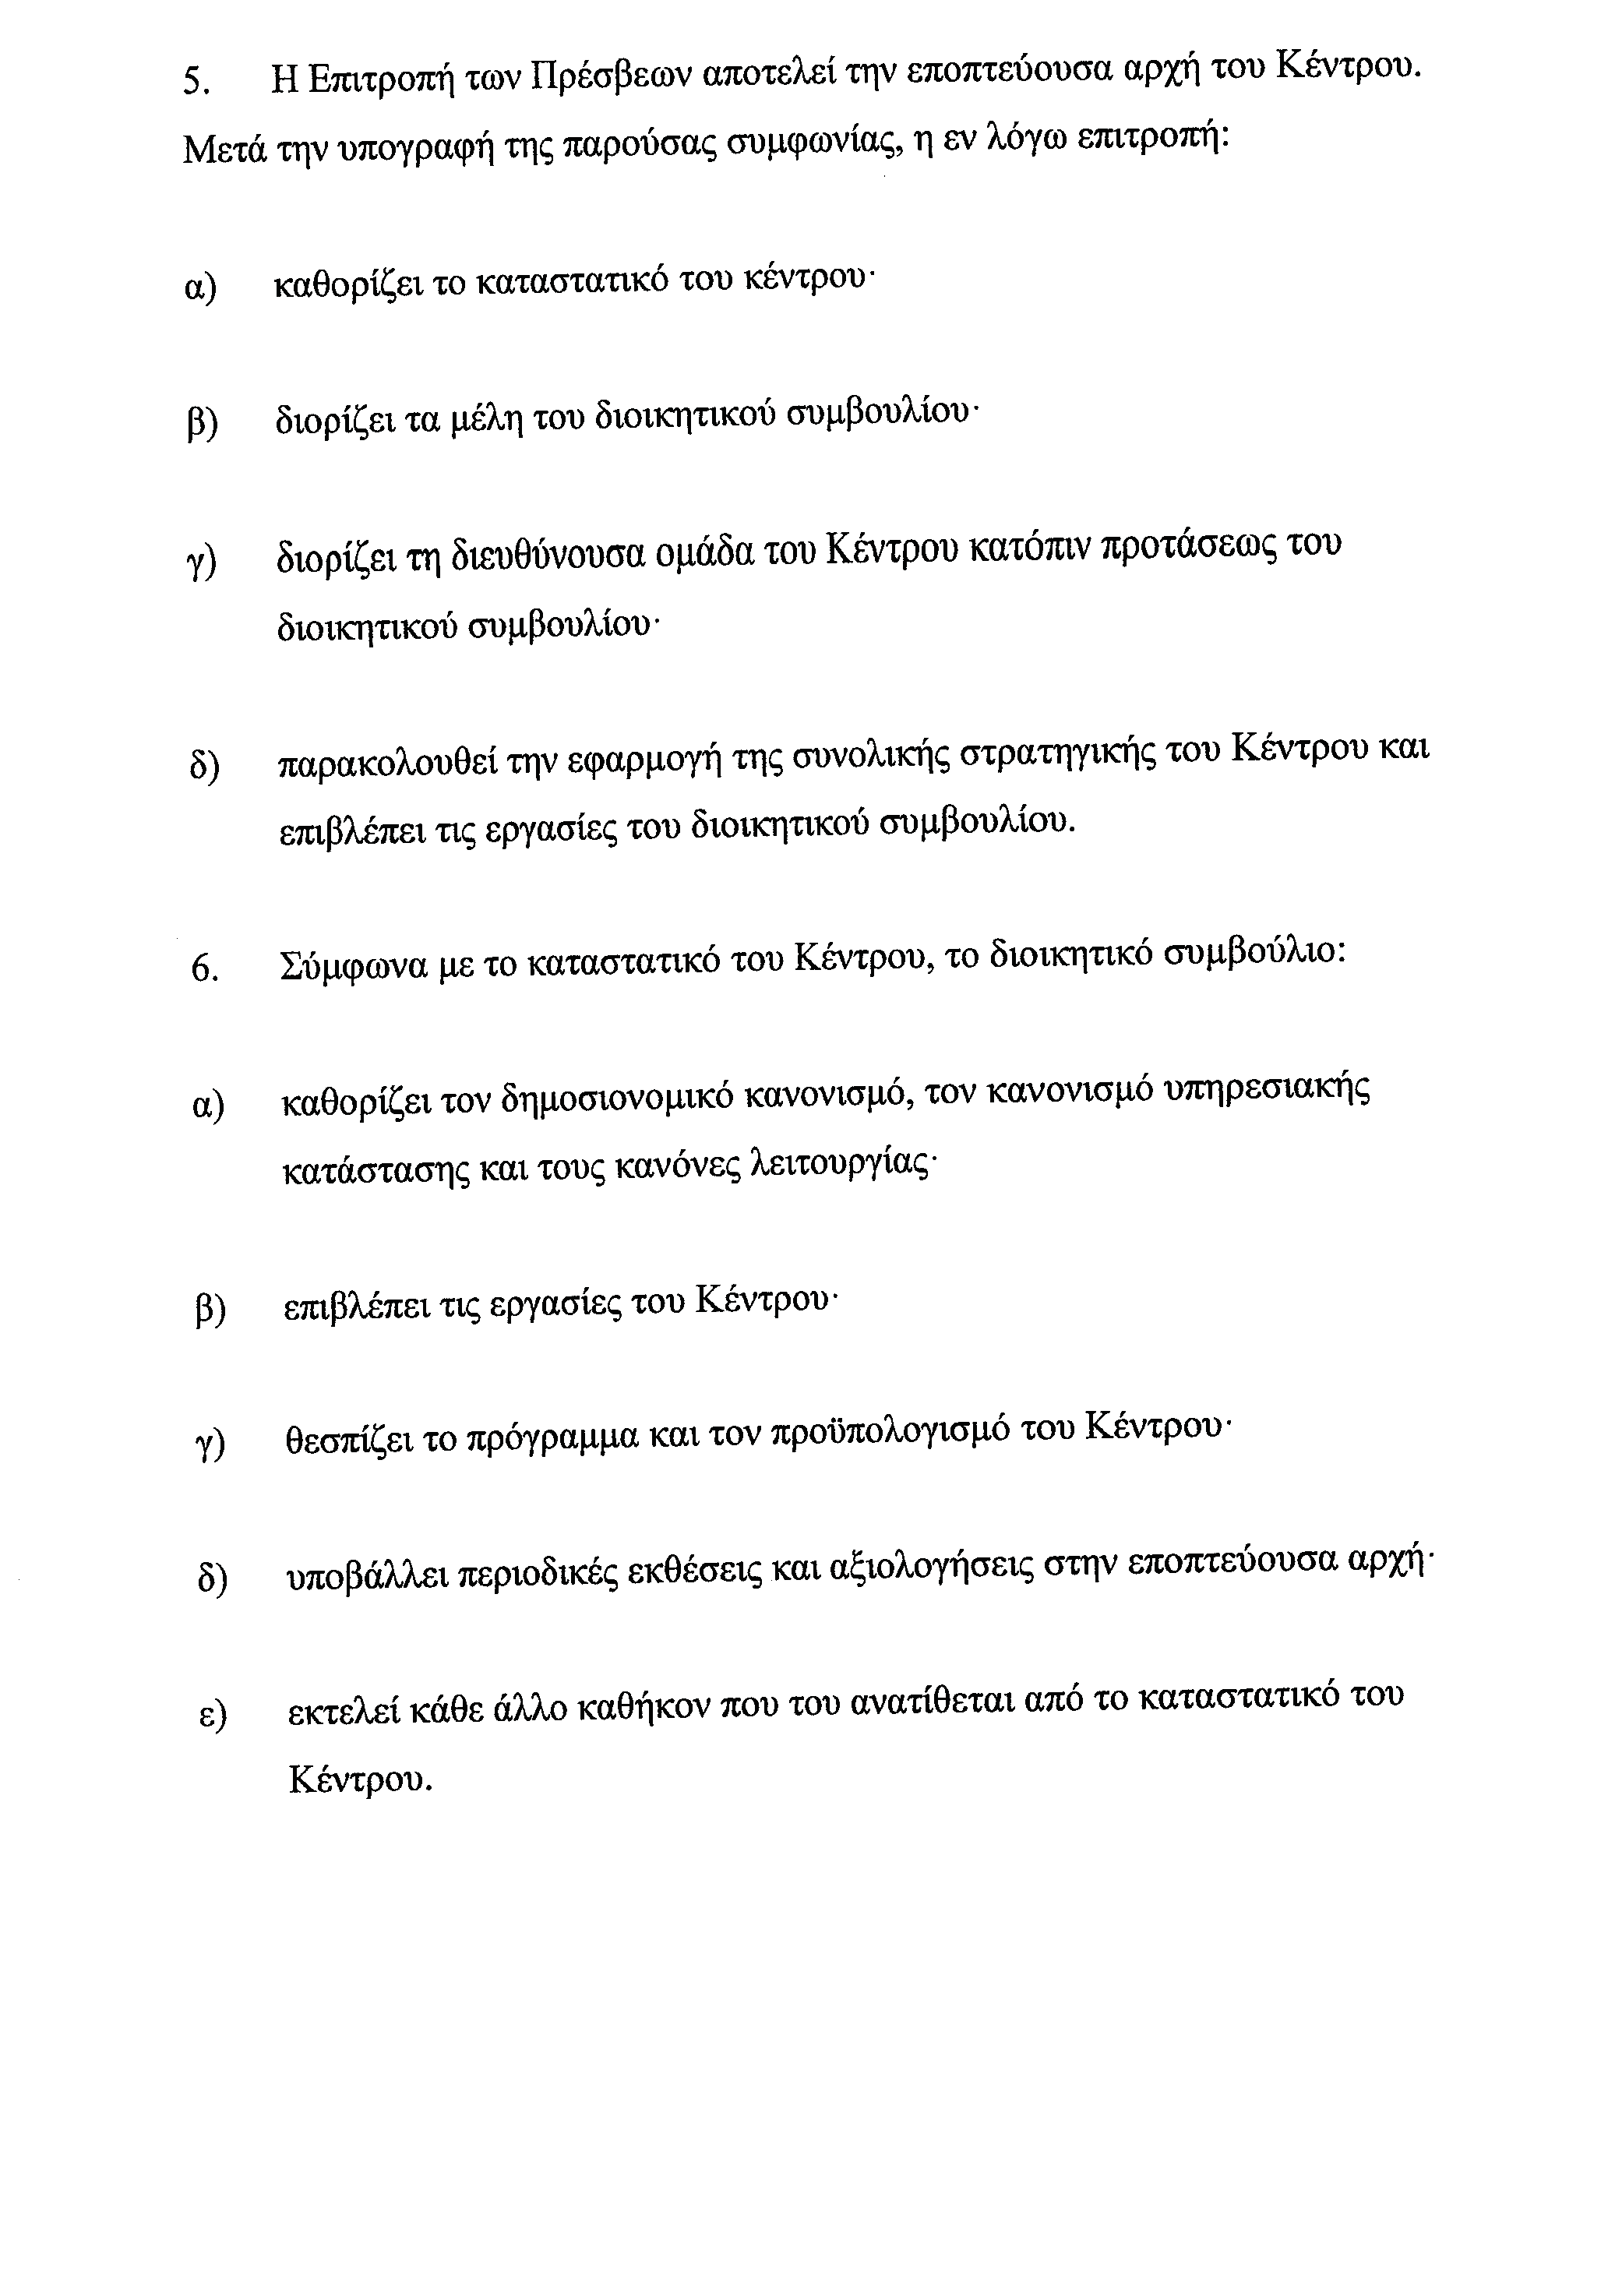 5. Η Επιτροπή των Πρέσβεων αποτελεί την εποπτεύουσα αρχή του Κέντρου.
Μετά την υπογραφή της παρούσας συμφωνίας, η εν λόγω επιτροπή:
α) καθορίζει το καταστατικό του κέντρου·
β) διορίζει τα μέλη του διοικητικού συμβουλίου·
γ) διορίζει τη διευθύνουσα ομάδα του Κέντρου κατόπιν προτάσεως του
διοικητικού συμβουλίου·
δ) παρακολουθεί την εφαρμογή της συνολικής στρατηγικής του Κέντρου και
επιβλέπει τις εργασίες του διοικητικού συμβουλίου.
6. Σύμφωνα με το καταστατικό του Κέντρου, το διοικητικό συμβούλιο:
α) καθορίζει τον δημοσιονομικό κανονισμό, τον κανονισμό υπηρεσιακής
κατάστασης και τους κανόνες λειτουργίας·
β) επιβλέπει τις εργασίες του Κέντρου·
γ) θεσπίζει το πρόγραμμα και τον προϋπολογισμό του Κέντρου·
δ) υποβάλλει περιοδικές εκθέσεις και αξιολογήσεις στην εποπτεύουσα αρχή·
ε) εκτελεί κάθε άλλο καθήκον που του ανατίθεται από το καταστατικό του
Κέντρου.